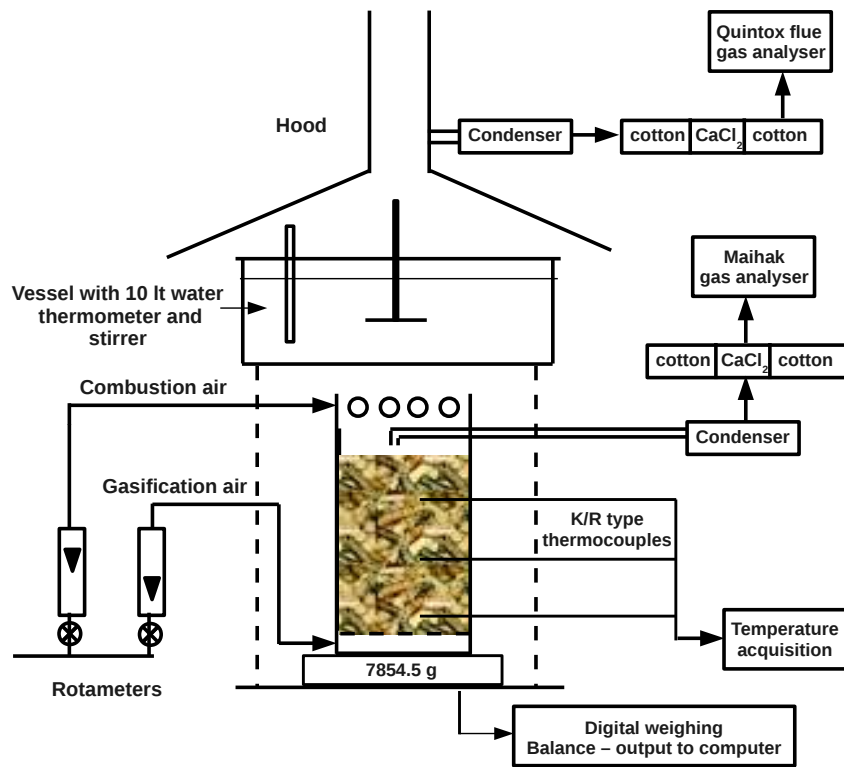 Quintox flue
gas analyser
Hood
Condenser
cotton CaCl₂ cotton
Maihak
gas analyser
Vessel with 10 lt water
thermometer and
stirrer
cotton CaCl₂ cotton
Combustion air
Condenser
Gasification air
K/R type
thermocouples
Temperature
acquisition
7854.5 g
Rotameters
Digital weighing
Balance – output to computer